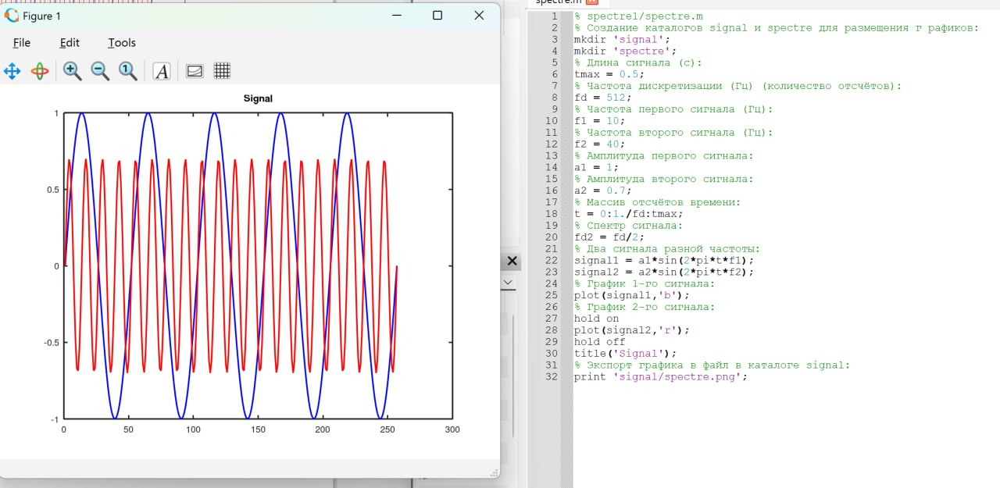 Figure 1
File Edit Tools
A
Signal
1
0.5
0
-0.5
-1
0 50 100 150 200 250 300
spectre.m
1 % spectre1/spectre.m
2 % Создание каталогов signal и spectre для размещения г рафиков:
3 mkdir 'signal';
4 mkdir 'spectre';
5 % Длина сигнала (с):
6 tmax = 0.5;
7 % Частота дискретизации (Гц) (количество отсчётов):
8 fd = 512;
9 % Частота первого сигнала (Гц):
10 f1 = 10;
11 % Частота второго сигнала (Гц):
12 f2 = 40;
13 % Амплитуда первого сигнала:
14 a1 = 1;
15 % Амплитуда второго сигнала:
16 a2 = 0.7;
17 % Массив отсчётов времени:
18 t = 0:1./fd:tmax;
19 % Спектр сигнала:
20 fd2 = fd/2;
21 % Два сигнала разной частоты:
22 signal1 = a1*sin(2*pi*t*f1);
23 signal2 = a2*sin(2*pi*t*f2);
24 % График 1-го сигнала:
25 plot(signal1,'b');
26 % График 2-го сигнала:
27 hold on
28 plot(signal2,'r');
29 hold off
30 title('Signal');
31 % Экспорт графика в файл в каталоге signal:
32 print 'signal/spectre.png';